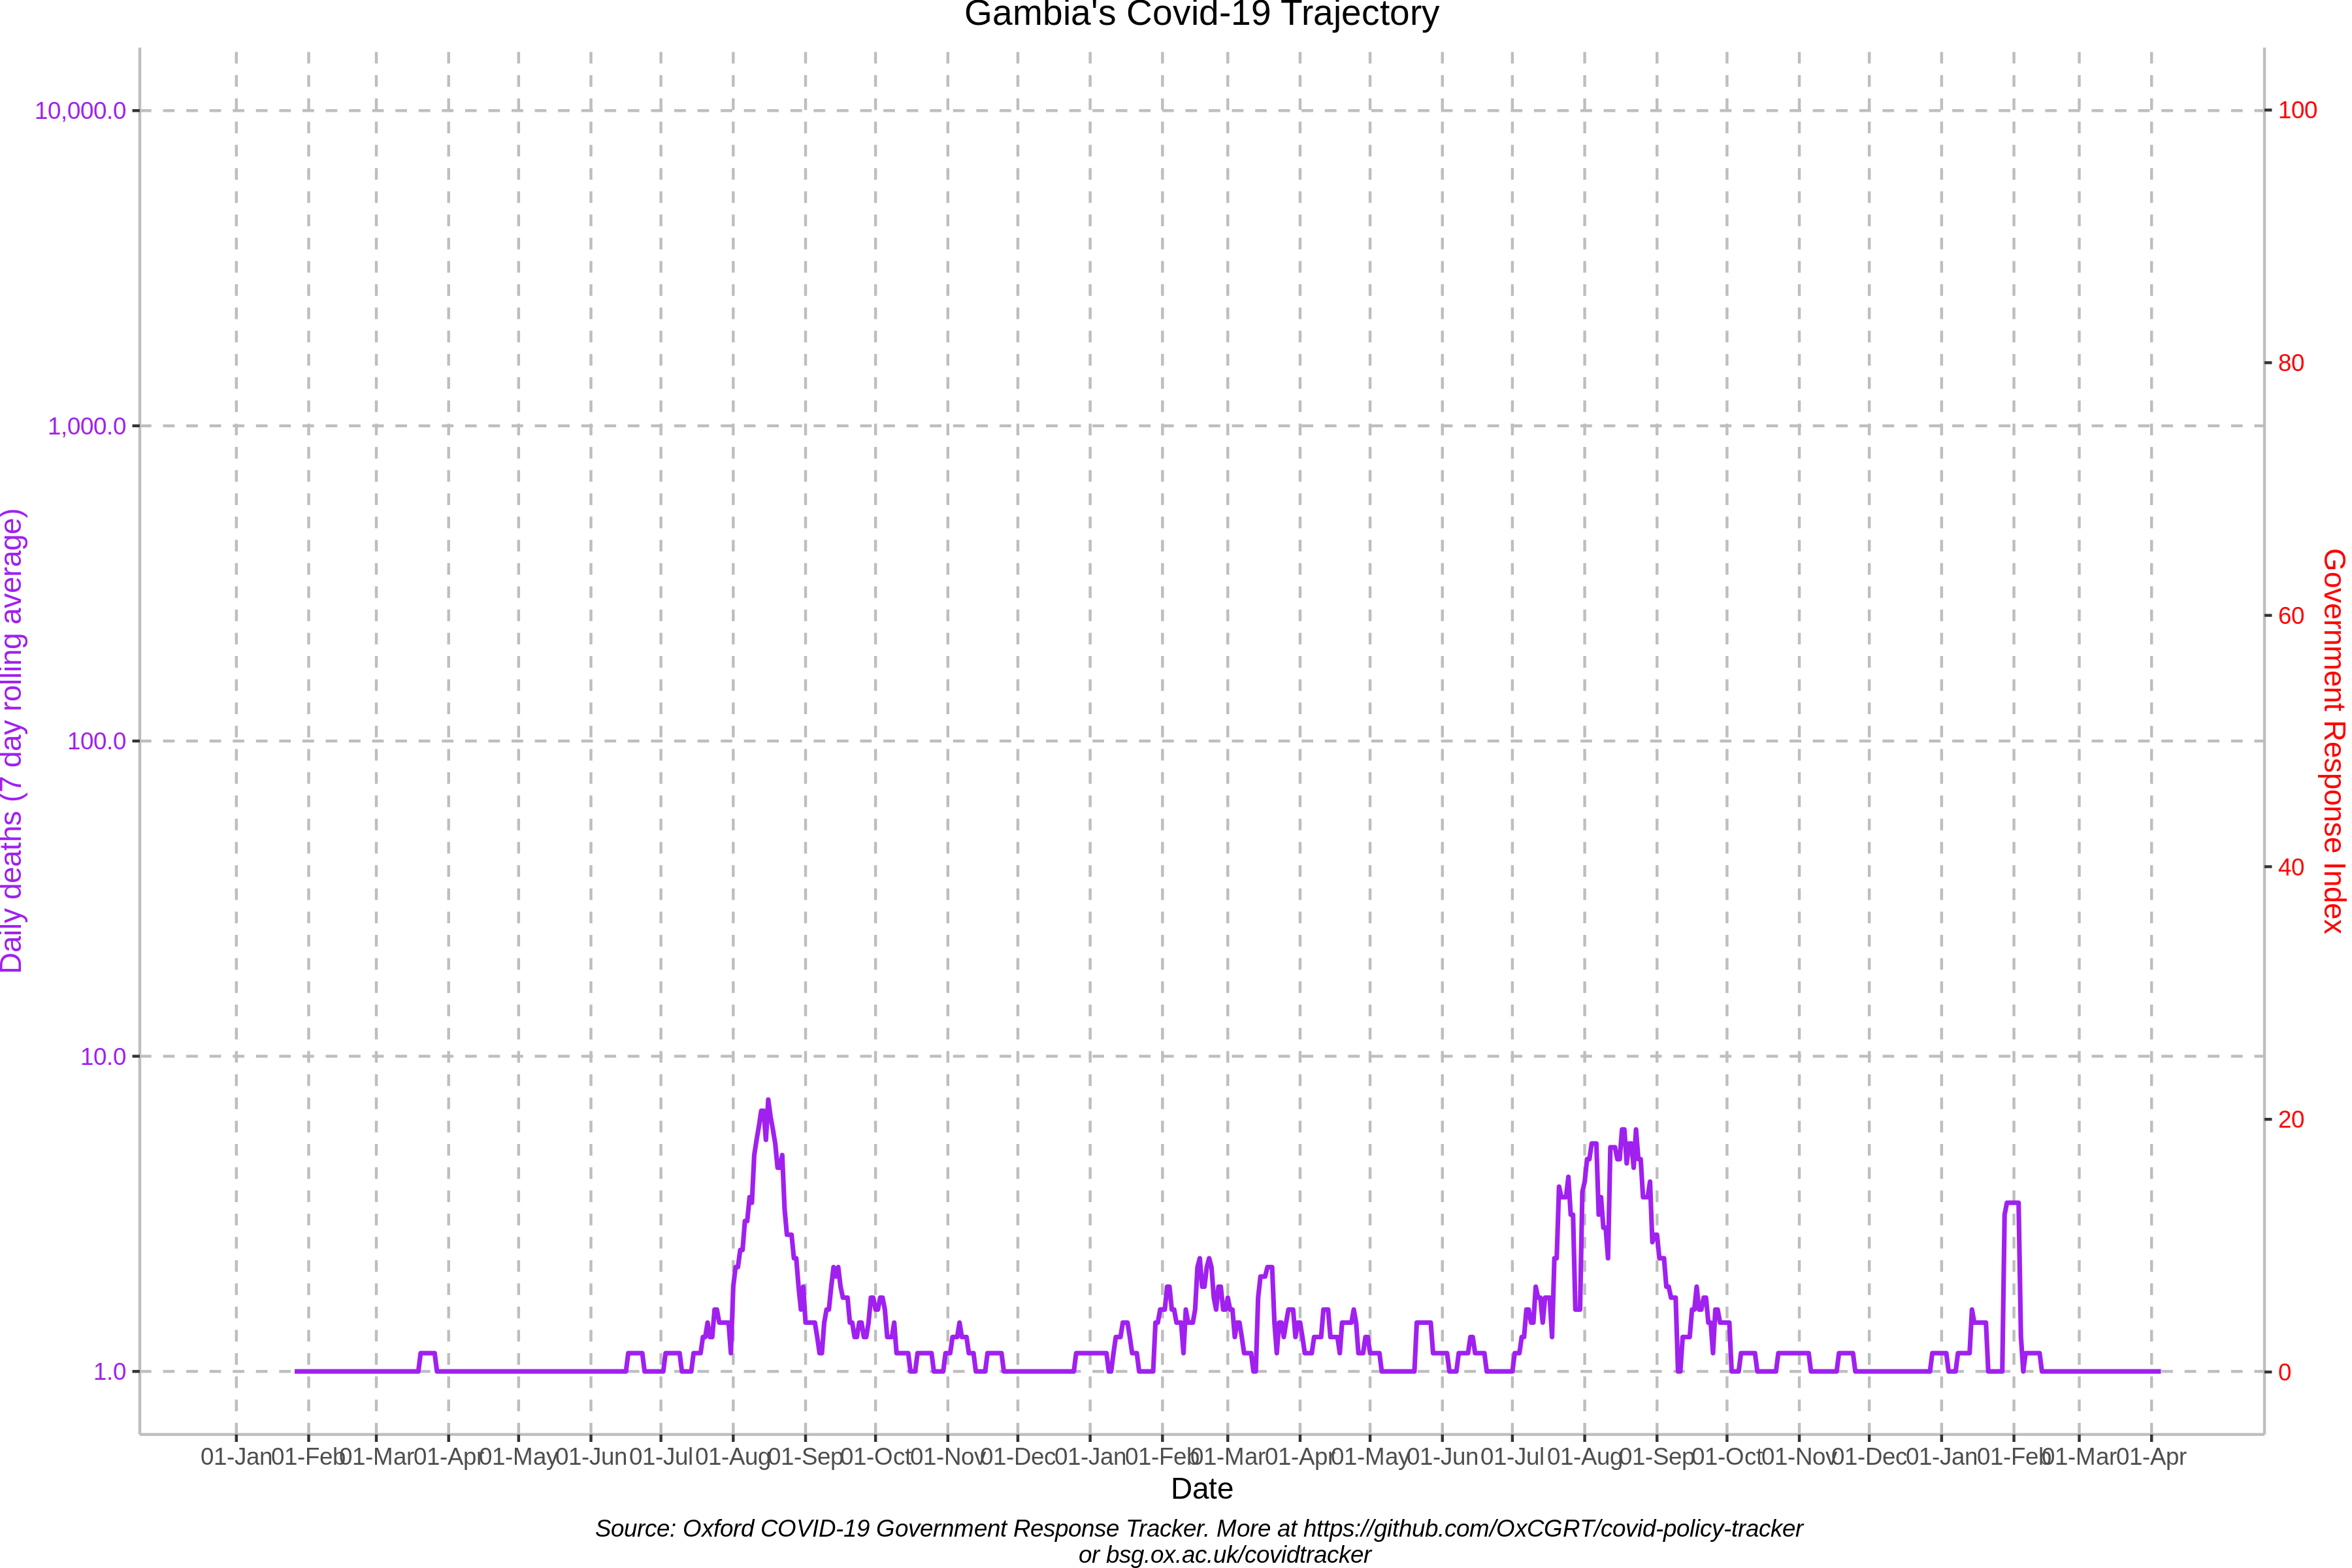 Gambia's Covid-19 Trajectory
10,000.0
1,000.0
100.0
10.0
1.0
Daily deaths (7 day rolling average)
100
80
60
40
20
0
Government Response Index
01-Jan 01-Feb 01-Mar 01-Apr 01-May 01-Jun 01-Jul 01-Aug 01-Sep 01-Oct 01-Nov 01-Dec 01-Jan 01-Feb 01-Mar 01-Apr 01-May 01-Jun 01-Jul 01-Aug 01-Sep 01-Oct 01-Nov 01-Dec 01-Jan 01-Feb 01-Mar 01-Apr
Date
Source: Oxford COVID-19 Government Response Tracker. More at https://github.com/OxCGRT/covid-policy-tracker
or bsg.ox.ac.uk/covidtracker